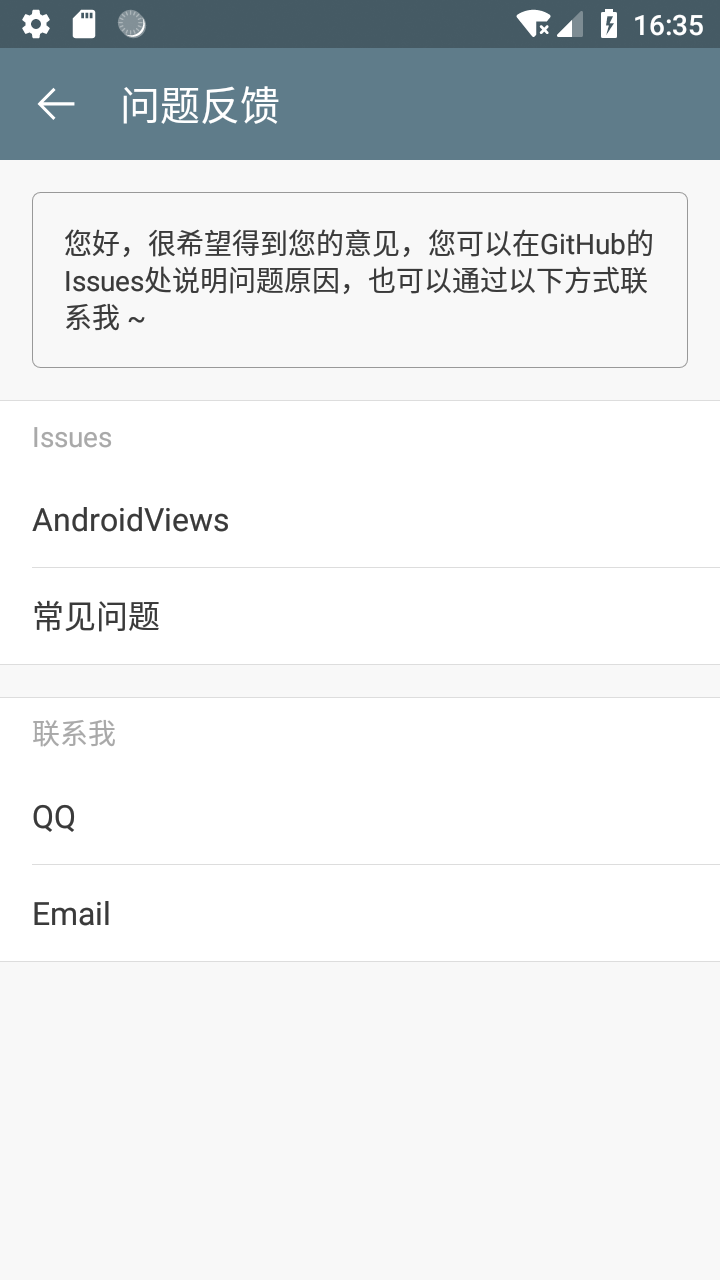 16:35
问题反馈
您好，很希望得到您的意见，您可以在GitHub的
Issues处说明问题原因，也可以通过以下方式联
系我 ~
Issues
AndroidViews
常见问题
联系我
QQ
Email